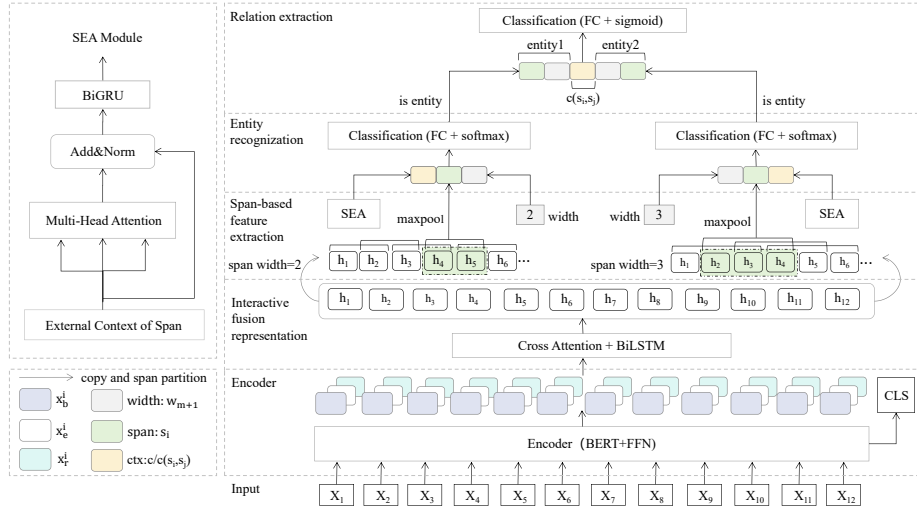 SEA Module
BiGRU
Add&Norm
Multi-Head Attention
External Context of Span
copy and span partition
x_b^i
width: w_{m+1}
x_e^i
span: s_i
x_r^i
ctx:c/c(s_i,s_j)
Relation extraction
Classification (FC + sigmoid)
entity1 entity2
c(s_i,s_j)
is entity is entity
Entity
recognization
Classification (FC + softmax) Classification (FC + softmax)
Span-based
feature
extraction
SEA maxpool 2 width width 3 maxpool SEA
span width=2 h_1 h_2 h_3 h_4 h_5 h_6 ...
span width=3 h_1 h_2 h_3 h_4 h_5 h_6 ...
Interactive
fusion
representation
h_1 h_2 h_3 h_4 h_5 h_6 h_7 h_8 h_9 h_10 h_11 h_12
Cross Attention + BiLSTM
Encoder
CLS
Encoder (BERT+FFN)
Input
X_1 X_2 X_3 X_4 X_5 X_6 X_7 X_8 X_9 X_10 X_11 X_12